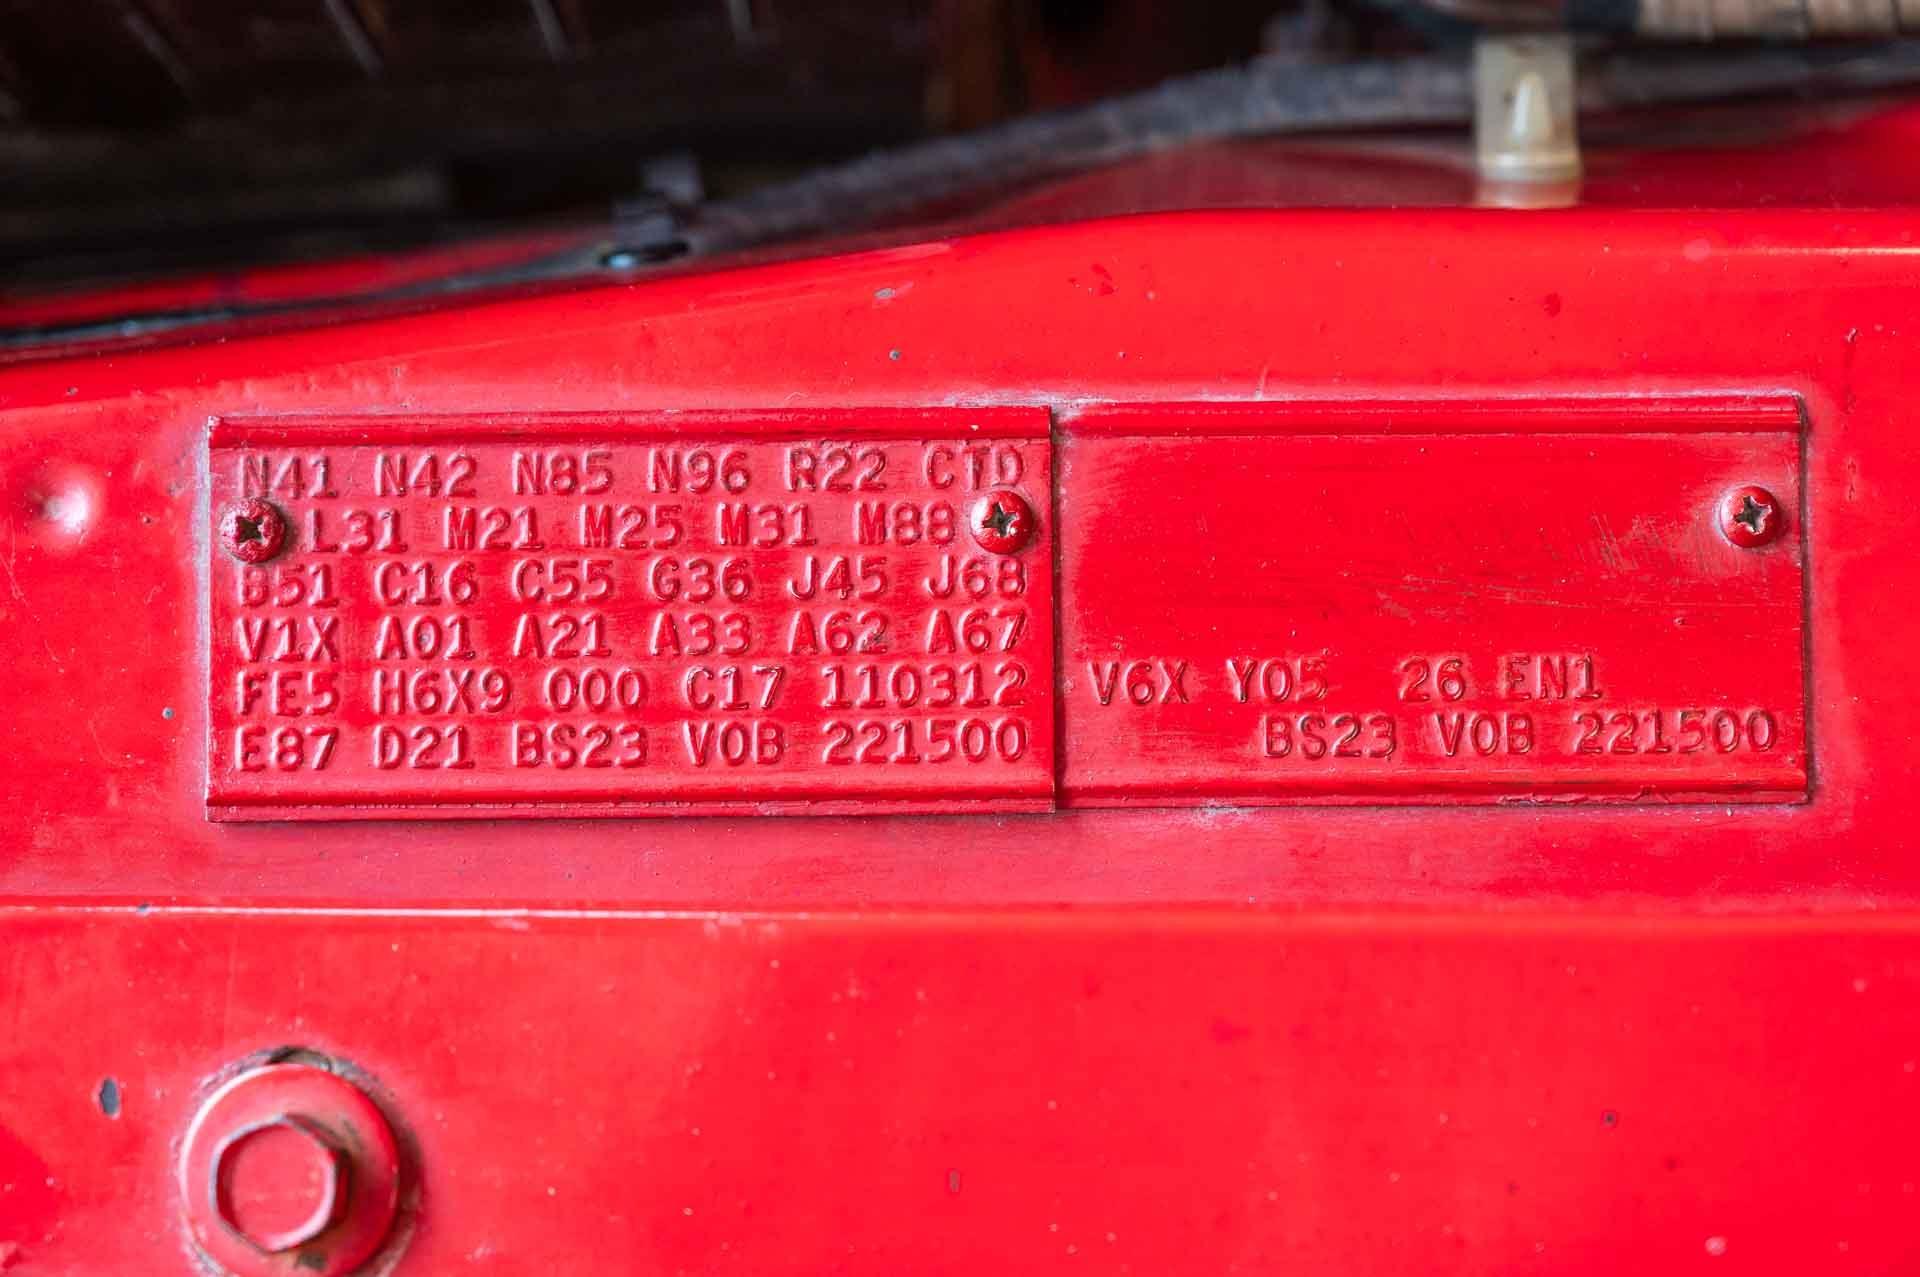 N41 N42 N85 N96 R22 CTD
L31 M21 M25 M31 M88
B51 C16 C55 G36 J45 J68
V1X A01 A21 A33 A62 A67
FE5 H6X9 000 C17 110312
E87 D21 BS23 V0B 221500
V6X Y05 26 EN1
BS23 V0B 221500